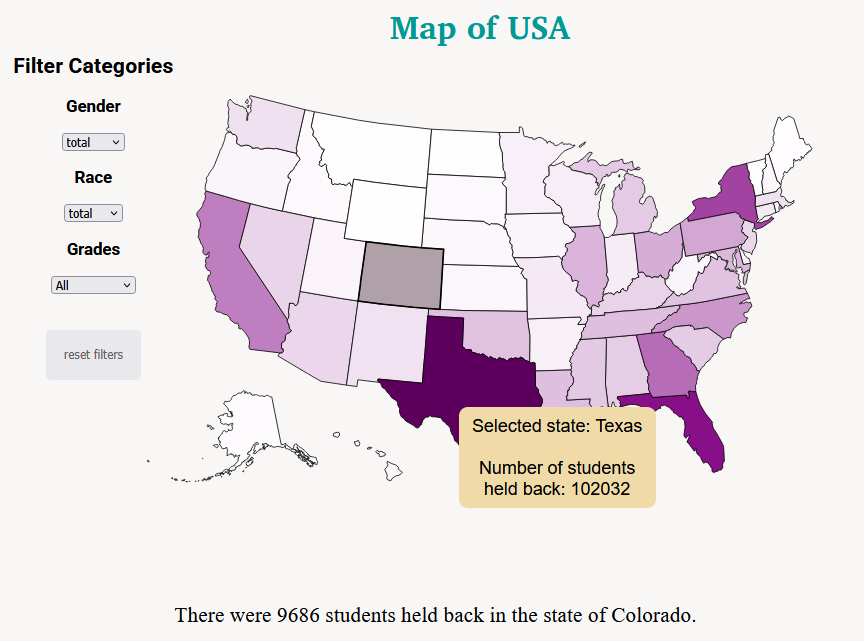 Map of USA
Filter Categories
Gender
total
Race
total
Grades
All
reset filters
Selected state: Texas
Number of students
held back: 102032
There were 9686 students held back in the state of Colorado.